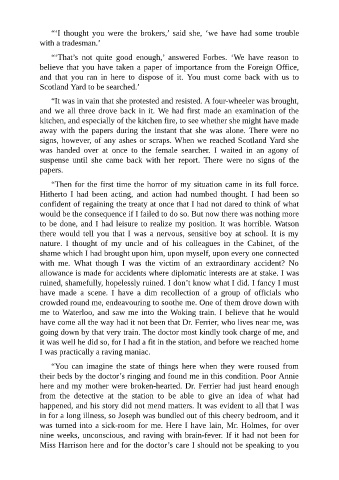 “‘I thought you were the brokers,’ said she, ‘we have had some trouble
with a tradesman.’
“‘That’s not quite good enough,’ answered Forbes. ‘We have reason to
believe that you have taken a paper of importance from the Foreign Office,
and that you ran in here to dispose of it. You must come back with us to
Scotland Yard to be searched.’
“It was in vain that she protested and resisted. A four-wheeler was brought,
and we all three drove back in it. We had first made an examination of the
kitchen, and especially of the kitchen fire, to see whether she might have made
away with the papers during the instant that she was alone. There were no
signs, however, of any ashes or scraps. When we reached Scotland Yard she
was handed over at once to the female searcher. I waited in an agony of
suspense until she came back with her report. There were no signs of the
papers.
“Then for the first time the horror of my situation came in its full force.
Hitherto I had been acting, and action had numbed thought. I had been so
confident of regaining the treaty at once that I had not dared to think of what
would be the consequence if I failed to do so. But now there was nothing more
to be done, and I had leisure to realize my position. It was horrible. Watson
there would tell you that I was a nervous, sensitive boy at school. It is my
nature. I thought of my uncle and of his colleagues in the Cabinet, of the
shame which I had brought upon him, upon myself, upon every one connected
with me. What though I was the victim of an extraordinary accident? No
allowance is made for accidents where diplomatic interests are at stake. I was
ruined, shamefully, hopelessly ruined. I don’t know what I did. I fancy I must
have made a scene. I have a dim recollection of a group of officials who
crowded round me, endeavouring to soothe me. One of them drove down with
me to Waterloo, and saw me into the Woking train. I believe that he would
have come all the way had it not been that Dr. Ferrier, who lives near me, was
going down by that very train. The doctor most kindly took charge of me, and
it was well he did so, for I had a fit in the station, and before we reached home
I was practically a raving maniac.
“You can imagine the state of things here when they were roused from
their beds by the doctor’s ringing and found me in this condition. Poor Annie
here and my mother were broken-hearted. Dr. Ferrier had just heard enough
from the detective at the station to be able to give an idea of what had
happened, and his story did not mend matters. It was evident to all that I was
in for a long illness, so Joseph was bundled out of this cheery bedroom, and it
was turned into a sick-room for me. Here I have lain, Mr. Holmes, for over
nine weeks, unconscious, and raving with brain-fever. If it had not been for
Miss Harrison here and for the doctor’s care I should not be speaking to you